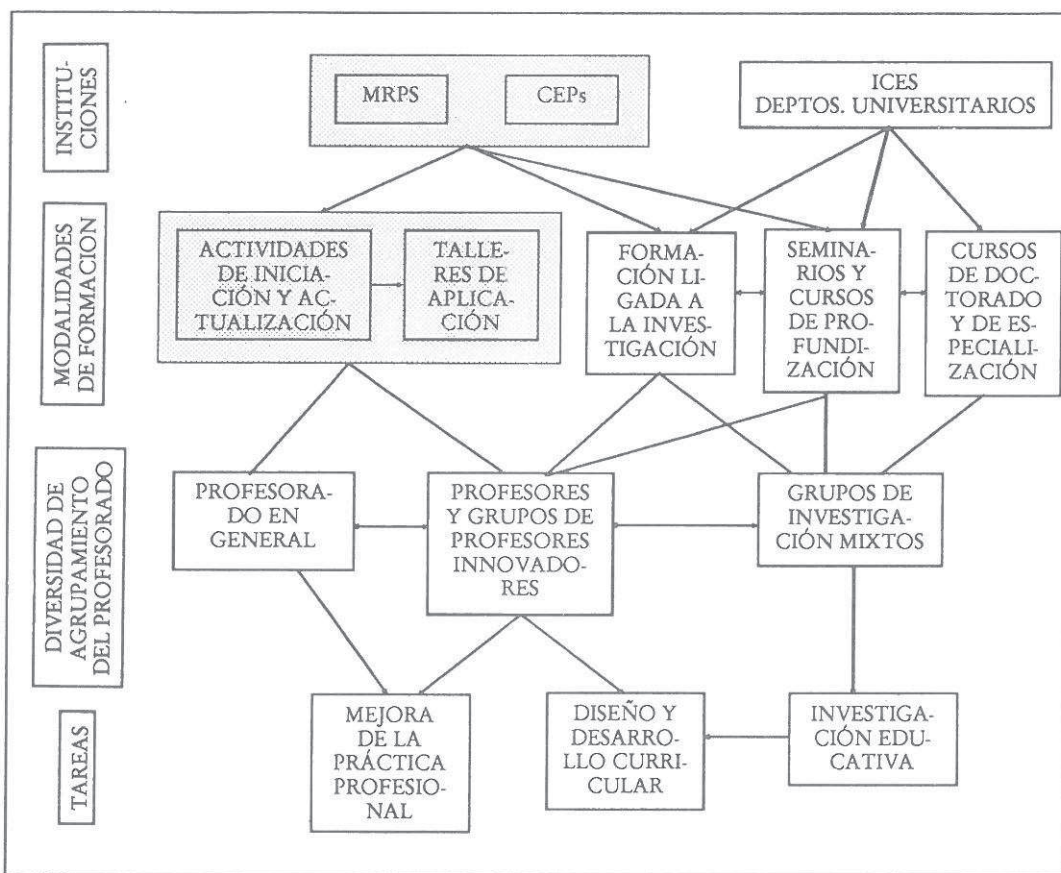 INSTITU-
CIONES
MRPS
CEPs
ICES
DEPTOS. UNIVERSITARIOS
MODALIDADES
DE FORMACION
ACTIVIDADES
DE INICIA-
CIÓN Y AC-
TUALIZACIÓN
TALLE-
RES DE
APLICA-
CIÓN
FORMA-
CIÓN LI-
GADA A
LA INVES-
TIGACIÓN
SEMINA-
RIOS Y
CURSOS
DE PRO-
FUNDI-
ZACIÓN
CURSOS
DE DOC-
TORADO
Y DE ES-
PECIALI-
ZACIÓN
DIVERSIDAD DE
AGRUPAMIENTO
DEL PROFESORADO
PROFESORA-
DO EN
GENERAL
PROFESORES
Y GRUPOS DE
PROFESORES
INNOVADO-
RES
GRUPOS DE
INVESTIGA-
CIÓN MIXTOS
TAREAS
MEJORA
DE LA
PRÁCTICA
PROFESIO-
NAL
DISEÑO Y
DESARRO-
LLO CURRI-
CULAR
INVESTIGA-
CIÓN EDU-
CATIVA